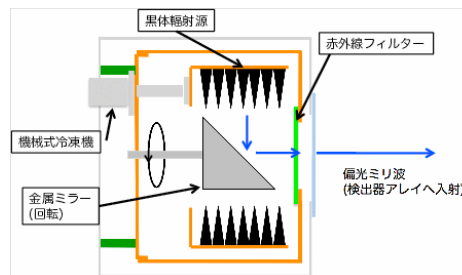 黒体輻射源
赤外線フィルター
機械式冷凍機
金属ミラー
(回転)
偏光ミリ波
(検出器アレイへ入射)